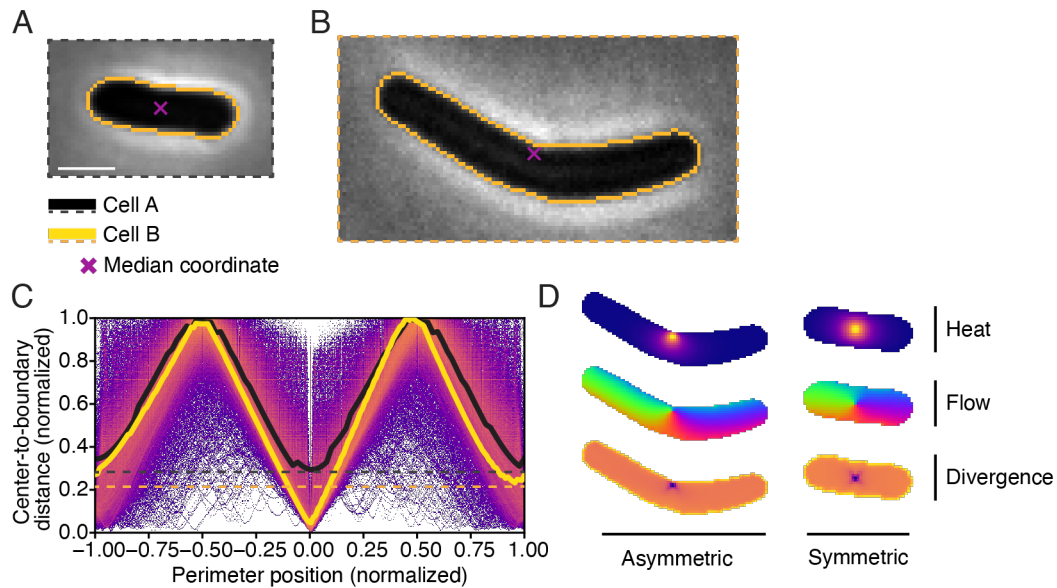 A
B
Cell A
Cell B
Median coordinate
C
D
Center-to-boundary
distance (normalized)
1.0
0.8
0.6
0.4
0.2
0.0
−1.00 −0.75 −0.50 −0.25 0.00 0.25 0.50 0.75 1.00
Perimeter position (normalized)
Heat
Flow
Divergence
Asymmetric
Symmetric